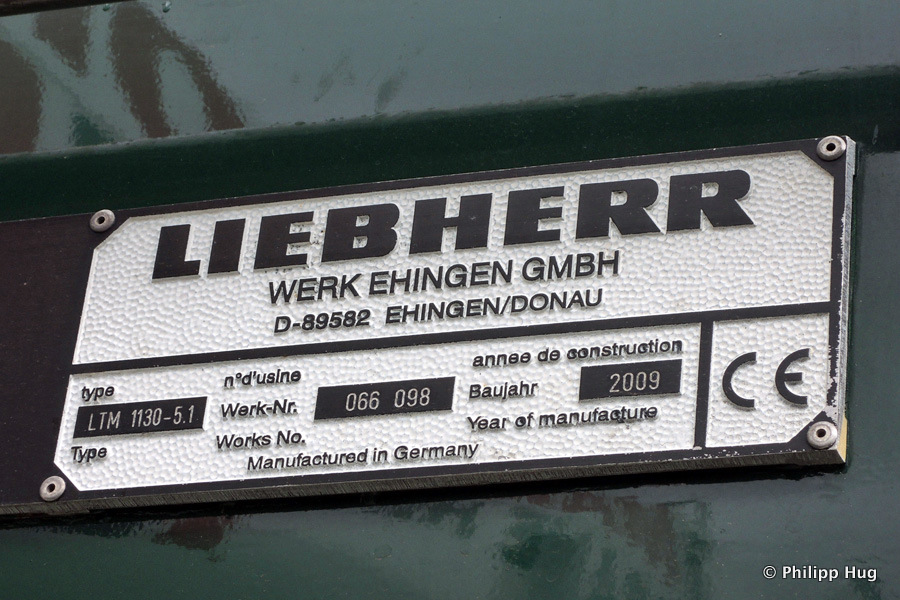 LIEBHERR
WERK EHINGEN GMBH
D-89582 EHINGEN/DONAU
type
LTM 1130-5.1
Type
n°d'usine
Werk-Nr. 066 098
Works No.
annee de construction
Baujahr 2009
Year of manufacture
Manufactured in Germany
CE
© Philipp Hug